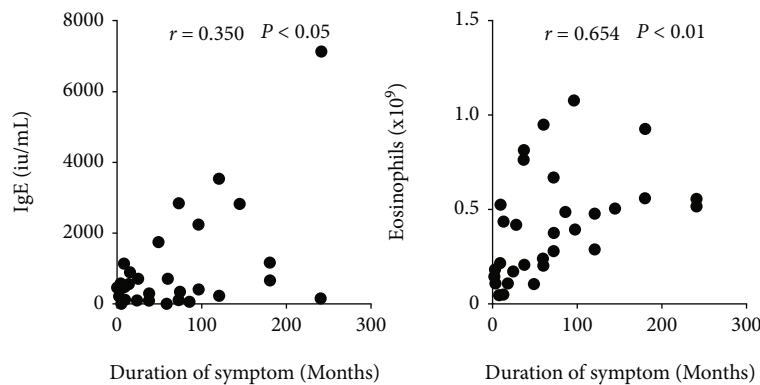 8000
6000
4000
2000
0
IgE (iu/mL)
r = 0.350 P < 0.05
0 100 200 300
Duration of symptom (Months)
1.5
1.0
0.5
0.0
Eosinophils (x10⁹)
r = 0.654 P < 0.01
0 100 200 300
Duration of symptom (Months)